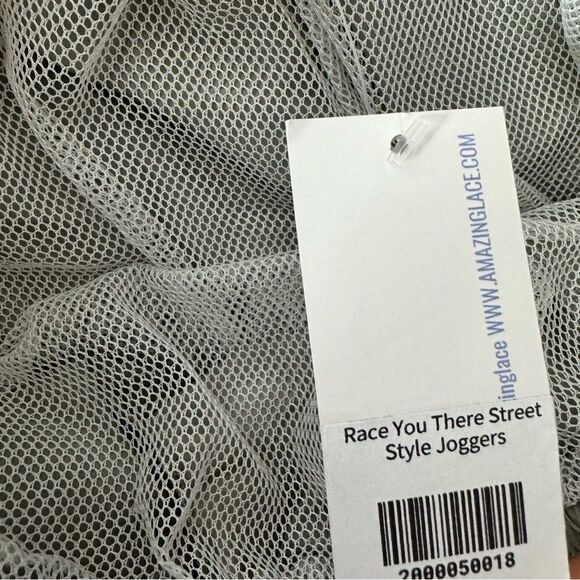 inglace WWW.AMAZINGLACE.COM
Race You There Street
Style Joggers
2000050018